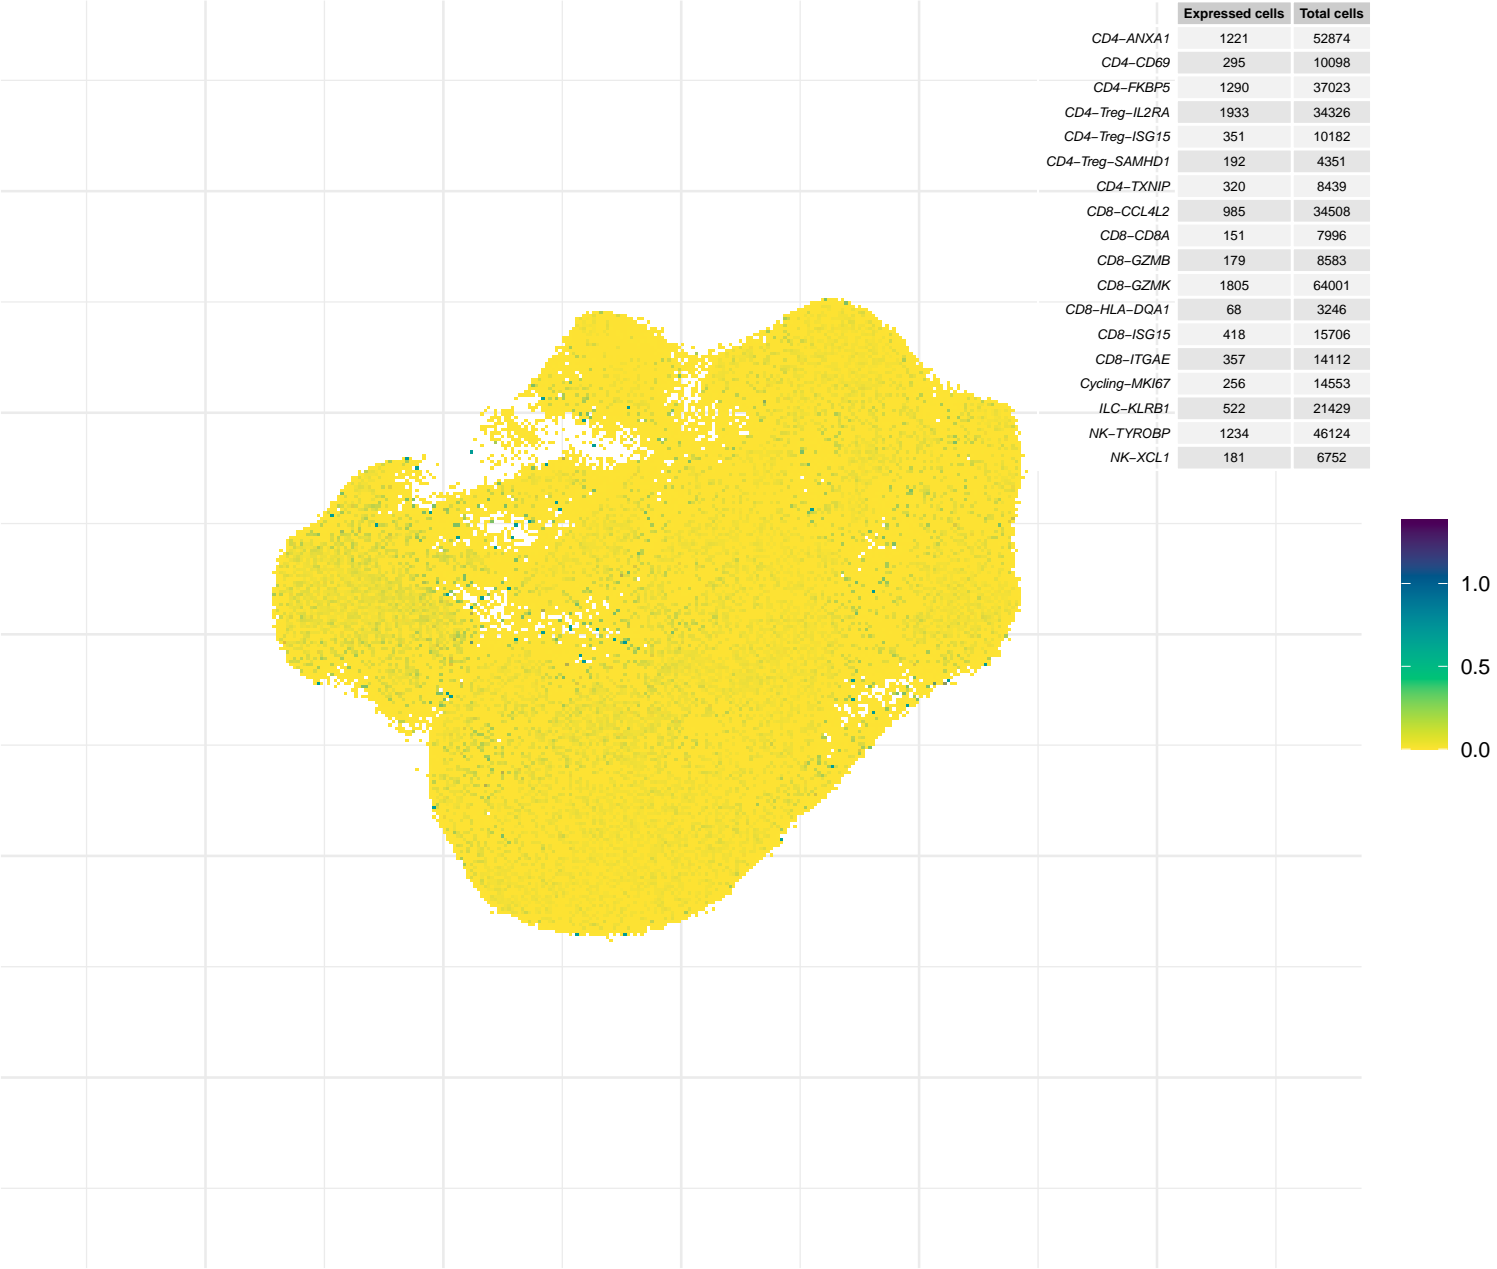 Expressed cells Total cells
CD4−ANXA1 1221 52874
CD4−CD69 295 10098
CD4−FKBP5 1290 37023
CD4−Treg−IL2RA 1933 34326
CD4−Treg−ISG15 351 10182
CD4−Treg−SAMHD1 192 4351
CD4−TXNIP 320 8439
CD8−CCL4L2 985 34508
CD8−CD8A 151 7996
CD8−GZMB 179 8583
CD8−GZMK 1805 64001
CD8−HLA−DQA1 68 3246
CD8−ISG15 418 15706
CD8−ITGAE 357 14112
Cycling−MKI67 256 14553
ILC−KLRB1 522 21429
NK−TYROBP 1234 46124
NK−XCL1 181 6752
1.0
0.5
0.0